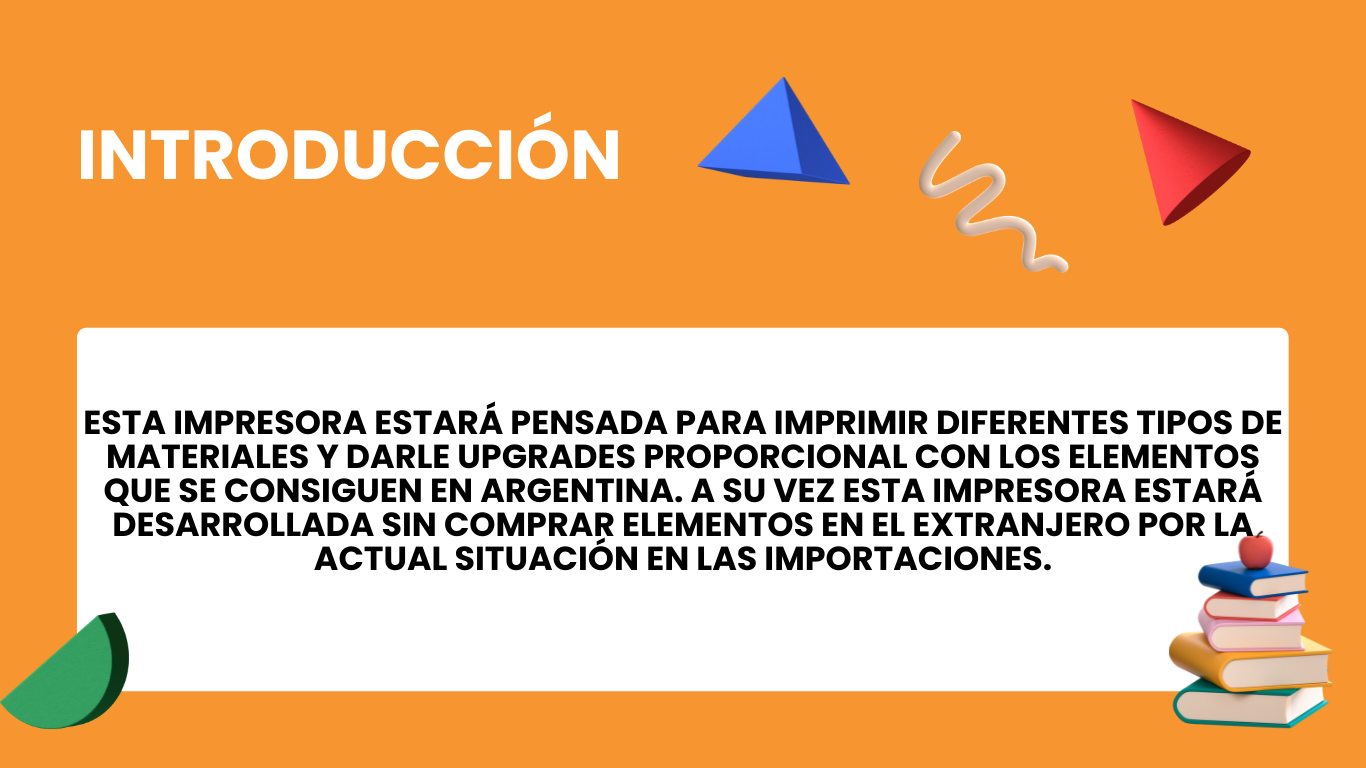 INTRODUCCIÓN
ESTA IMPRESORA ESTARÁ PENSADA PARA IMPRIMIR DIFERENTES TIPOS DE
MATERIALES Y DARLE UPGRADES PROPORCIONAL CON LOS ELEMENTOS
QUE SE CONSIGUEN EN ARGENTINA. A SU VEZ ESTA IMPRESORA ESTARÁ
DESARROLLADA SIN COMPRAR ELEMENTOS EN EL EXTRANJERO POR LA
ACTUAL SITUACIÓN EN LAS IMPORTACIONES.